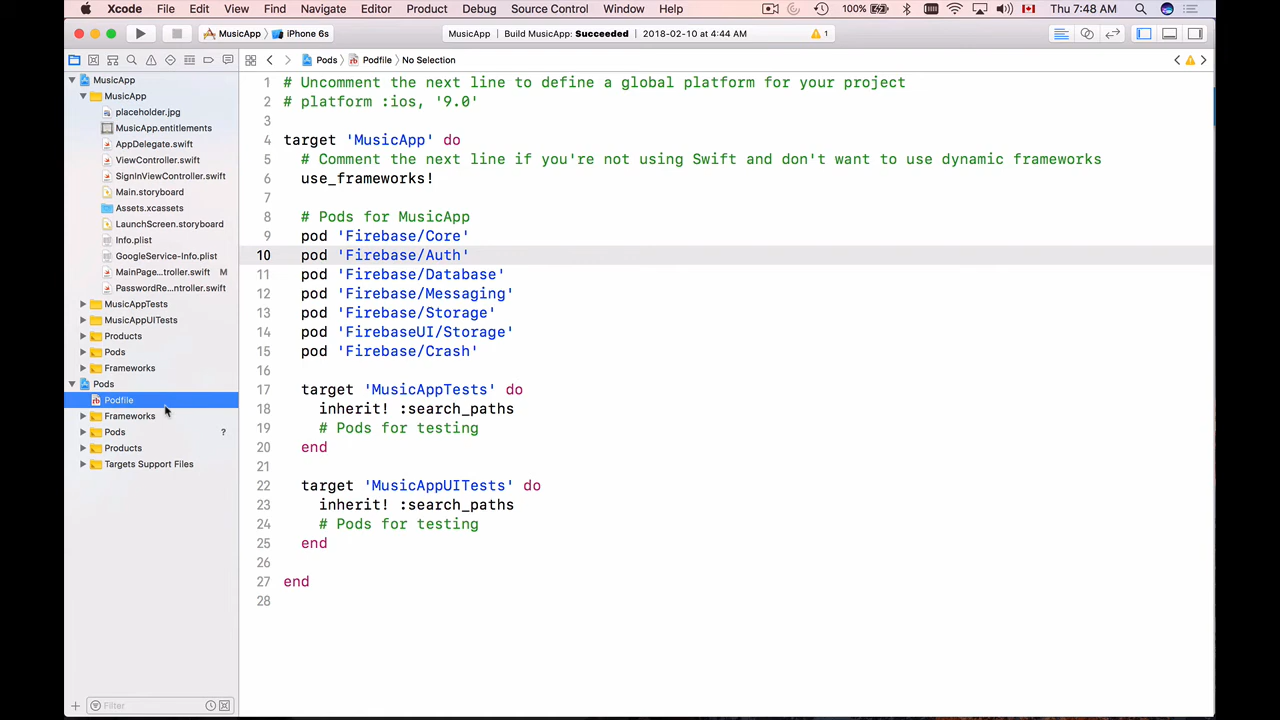 Xcode File Edit View Find Navigate Editor Product Debug Source Control Window Help 100% Thu 7:48 AM
MusicApp iPhone 6s MusicApp Build MusicApp: Succeeded 2018-02-10 at 4:44 AM 1
Pods Podfile No Selection
MusicApp
MusicApp
placeholder.jpg
MusicApp.entitlements
AppDelegate.swift
ViewController.swift
SignInViewController.swift
Main.storyboard
Assets.xcassets
LaunchScreen.storyboard
Info.plist
GoogleService-Info.plist
MainPage...troller.swift M
PasswordRe...ntroller.swift
MusicAppTests
MusicAppUITests
Products
Pods
Frameworks
Pods
Podfile
Frameworks
Pods ?
Products
Targets Support Files
Filter
1 # Uncomment the next line to define a global platform for your project
2 # platform :ios, '9.0'
3
4 target 'MusicApp' do
5 # Comment the next line if you're not using Swift and don't want to use dynamic frameworks
6 use_frameworks!
7
8 # Pods for MusicApp
9 pod 'Firebase/Core'
10 pod 'Firebase/Auth'
11 pod 'Firebase/Database'
12 pod 'Firebase/Messaging'
13 pod 'Firebase/Storage'
14 pod 'FirebaseUI/Storage'
15 pod 'Firebase/Crash'
16
17 target 'MusicAppTests' do
18 inherit! :search_paths
19 # Pods for testing
20 end
21
22 target 'MusicAppUITests' do
23 inherit! :search_paths
24 # Pods for testing
25 end
26
27 end
28